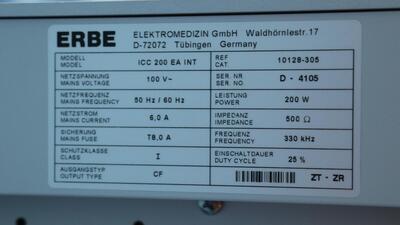 ERBE
ELEKTROMEDIZIN GmbH Waldhörnlestr.17
D-72072 Tübingen Germany
MODELL
MODEL
ICC 200 EA INT
REF
CAT.
10128-305
NETZSPANNUNG
MAINS VOLTAGE
100 V~
SER. NR
SER. NO.
D - 4105
NETZFREQUENZ
MAINS FREQUENCY
50 Hz / 60 Hz
LEISTUNG
POWER
200 W
NETZSTROM
MAINS CURRENT
6,0 A
IMPEDANZ
IMPEDANCE
500 Ω
SICHERUNG
MAINS FUSE
T8,0 A
FREQUENZ
FREQUENCY
330 kHz
SCHUTZKLASSE
CLASS
I
EINSCHALTDAUER
DUTY CYCLE
25 %
AUSGANGSTYP
OUTPUT TYPE
CF
ZT - ZR